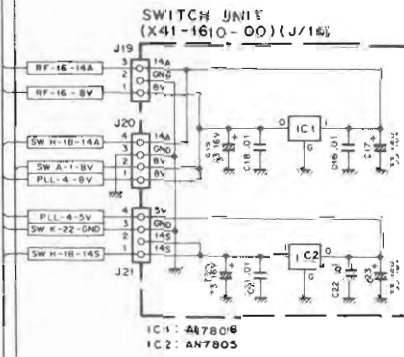 SWITCH UNIT
(X41-1610-00)(J/1
J19
RF-16-14A
3 14A
2 GND
RF-16-8V
1 8V
J20
SW H-18-14A
4 14A
3 GND
SW A-1-8V
2 8V
PLL-4-8V
1 8V
O IC1 I
G
C18 .01
C16 .01
C17
PLL-4-5V
4 5V
SW K-22-GND
3 GND
2 14S
SW H-18-14S
1 14S
J21
I IC2 O
G
C21 .01
C22
IC1:
IC2: AN7805